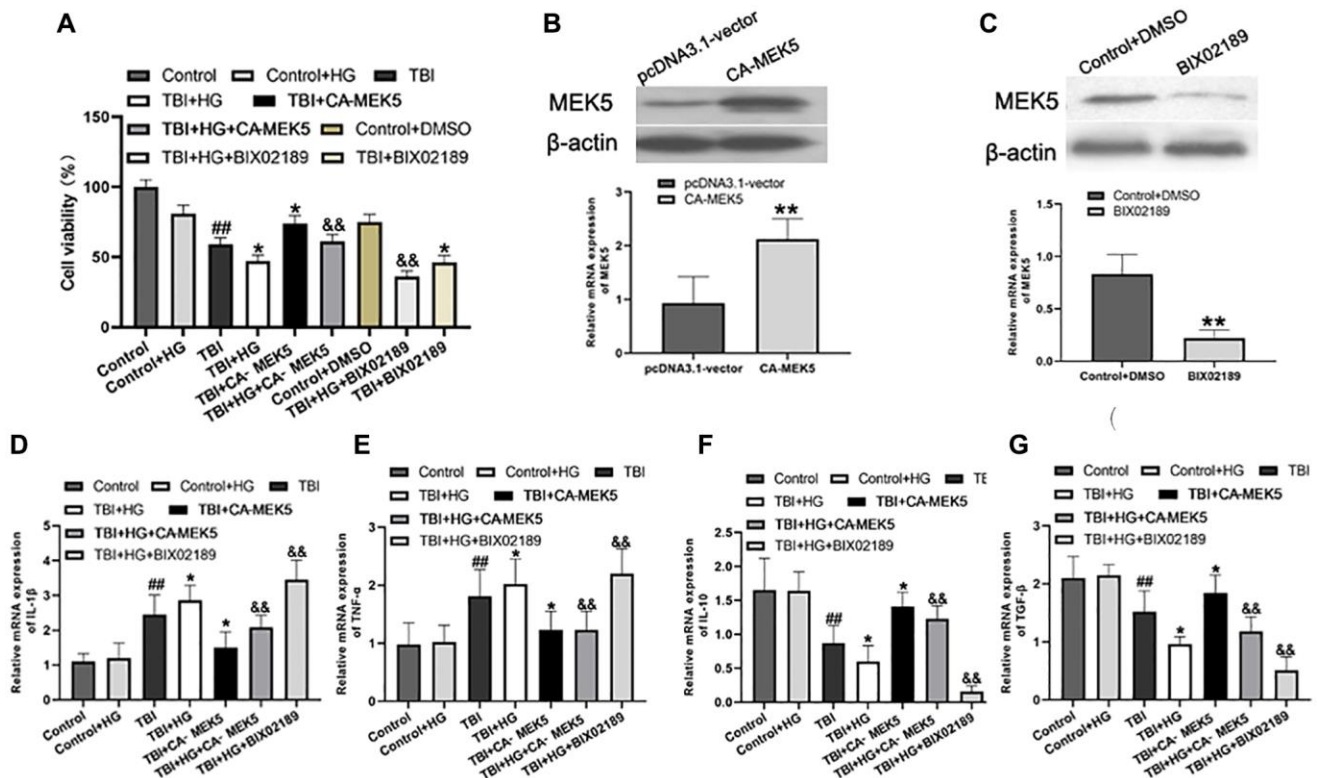 A
Control
Control+HG
TBI
TBI+HG
TBI+CA-MEK5
TBI+HG+CA-MEK5
Control+DMSO
TBI+HG+BIX02189
TBI+BIX02189
Cell viability (%)
150
100
50
0
##
*
*
&&
&&
*
Control
Control+HG
TBI
TBI+HG
TBI+CA- MEK5
TBI+HG+CA- MEK5
Control+DMSO
TBI+HG+BIX02189
TBI+BIX02189
B
pcDNA3.1-vector
CA-MEK5
MEK5
β-actin
pcDNA3.1-vector
CA-MEK5
Relative mRNA expression
of MEK5
3
2
1
0
**
pcDNA3.1-vector
CA-MEK5
C
Control+DMSO
BIX02189
MEK5
β-actin
Control+DMSO
BIX02189
Relative mRNA expression
of MEK5
1.5
1.0
0.5
0.0
**
Control+DMSO
BIX02189
(
D
Control
Control+HG
TBI
TBI+HG
TBI+CA-MEK5
TBI+HG+CA-MEK5
TBI+HG+BIX02189
Relative mRNA expression
of IL-1β
5
4
3
2
1
0
##
*
*
&&
&&
Control
Control+HG
TBI
TBI+HG
TBI+CA- MEK5
TBI+HG+CA- MEK5
TBI+HG+BIX02189
E
Control
Control+HG
TBI
TBI+HG
TBI+CA-MEK5
TBI+HG+CA-MEK5
TBI+HG+BIX02189
Relative mRNA expression
of TNF-α
3
2
1
0
##
*
*
&&
&&
Control
Control+HG
TBI
TBI+HG
TBI+CA- MEK5
TBI+HG+CA- MEK5
TBI+HG+BIX02189
F
Control
Control+HG
TE
TBI+HG
TBI+CA-MEK5
TBI+HG+CA-MEK5
TBI+HG+BIX02189
Relative mRNA expression
of IL-10
2.5
2.0
1.5
1.0
0.5
0.0
##
*
*
&&
&&
Control
Control+HG
TBI
TBI+HG
TBI+CA- MEK5
TBI+HG+CA- MEK5
TBI+HG+BIX02189
G
Control
Control+HG
TBI
TBI+HG
TBI+CA-MEK5
TBI+HG+CA-MEK5
TBI+HG+BIX02189
Relative mRNA expression
of TGF-β
3
2
1
0
##
*
*
&&
&&
Control
Control+HG
TBI
TBI+HG
TBI+CA- MEK5
TBI+HG+CA- MEK5
TBI+HG+BIX02189